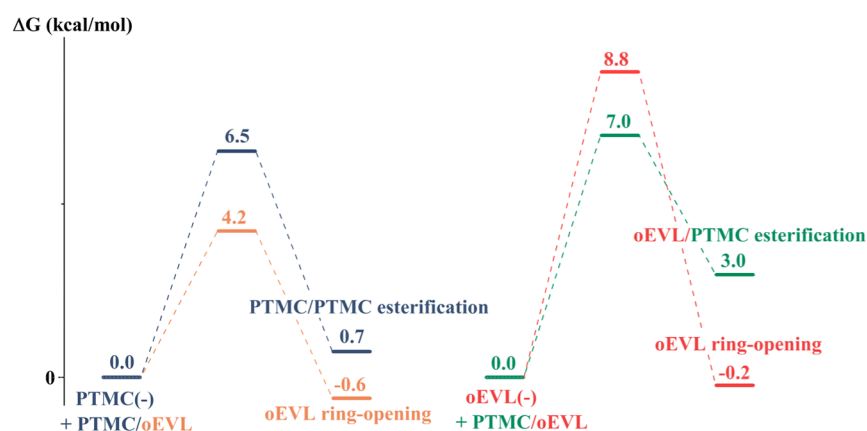 ΔG (kcal/mol)
8.8
7.0
6.5
4.2
oEVL/PTMC esterification
3.0
PTMC/PTMC esterification
0.7
oEVL ring-opening
0
0.0
-0.6
0.0
-0.2
PTMC(-)
+ PTMC/oEVL
oEVL ring-opening
oEVL(-)
+ PTMC/oEVL